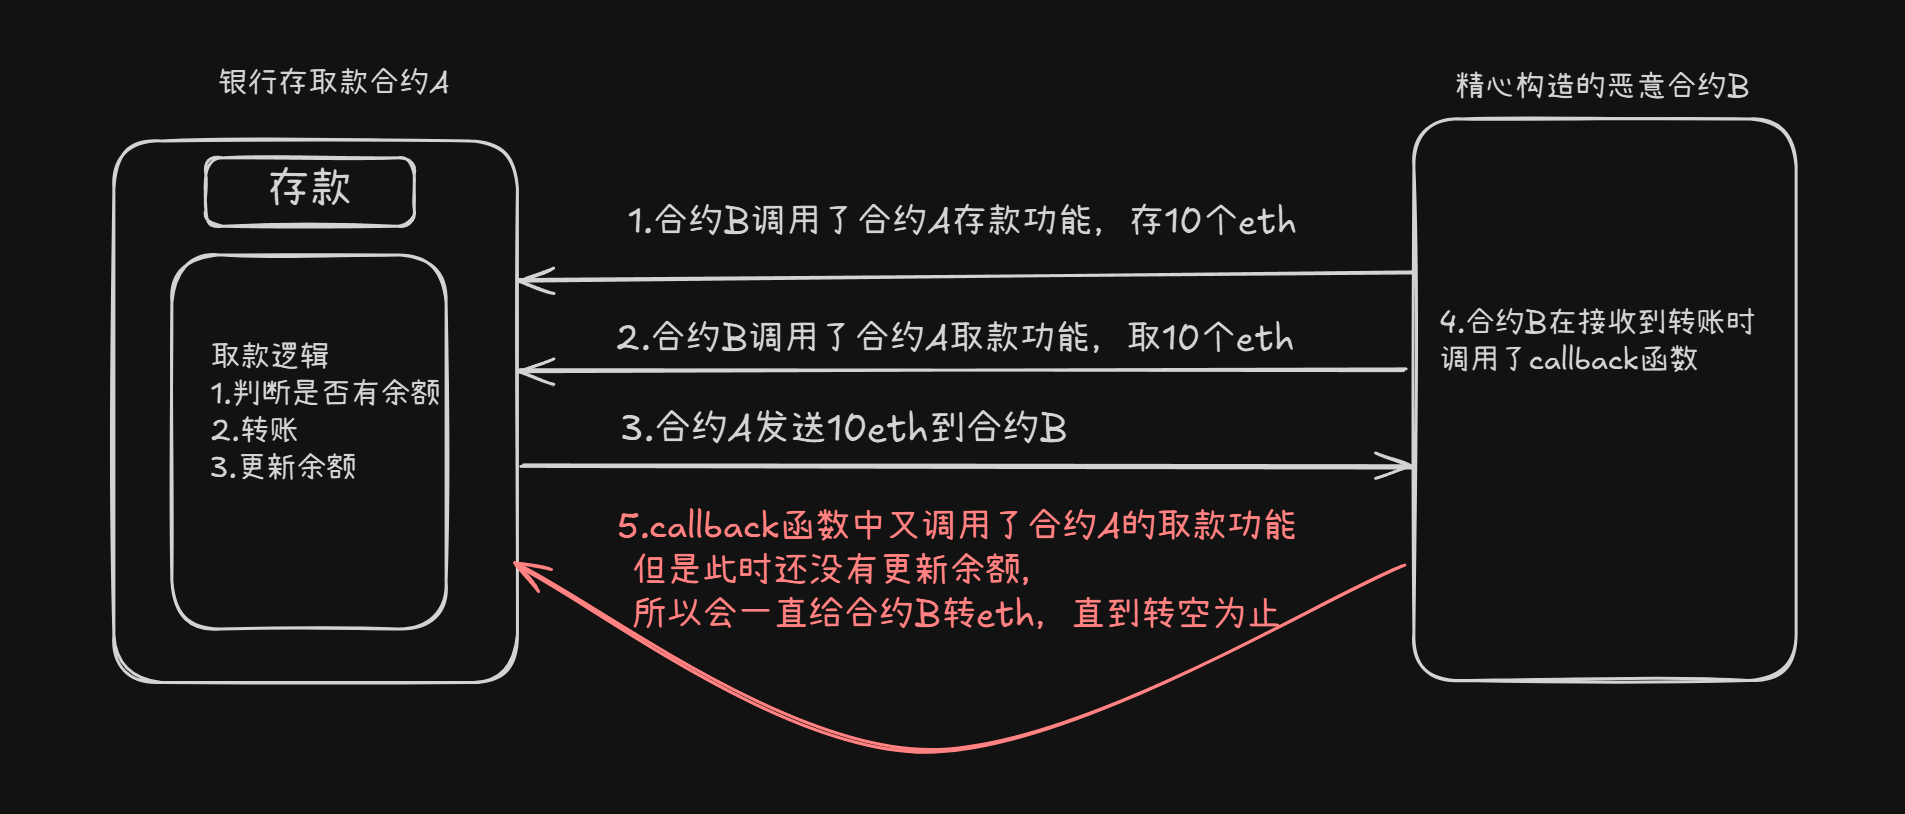 银行存取款合约A
精心构造的恶意合约B
存款
取款逻辑
1.判断是否有余额
2.转账
3.更新余额
1.合约B调用了合约A存款功能，存10个eth
2.合约B调用了合约A取款功能，取10个eth
3.合约A发送10eth到合约B
4.合约B在接收到转账时
调用了callback函数
5.callback函数中又调用了合约A的取款功能
但是此时还没有更新余额，
所以会一直给合约B转eth，直到转空为止